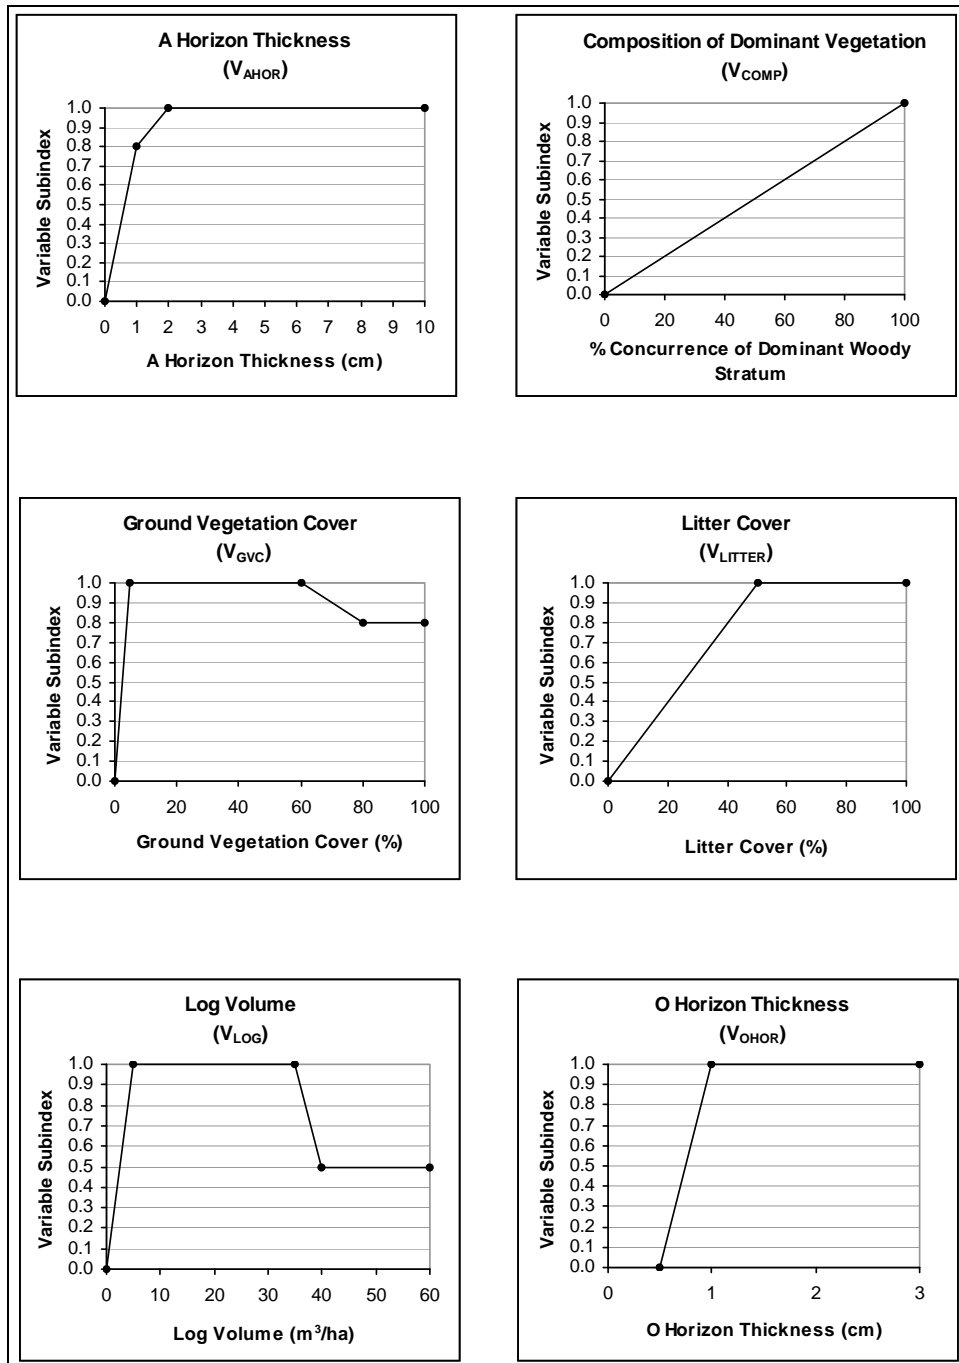 A Horizon Thickness
(VAHOR)
Variable Subindex
1.0
0.9
0.8
0.7
0.6
0.5
0.4
0.3
0.2
0.1
0.0
0 1 2 3 4 5 6 7 8 9 10
A Horizon Thickness (cm)
Composition of Dominant Vegetation
(VCOMP)
Variable Subindex
1.0
0.9
0.8
0.7
0.6
0.5
0.4
0.3
0.2
0.1
0.0
0 20 40 60 80 100
% Concurrence of Dominant Woody
Stratum
Ground Vegetation Cover
(VGVC)
Variable Subindex
1.0
0.9
0.8
0.7
0.6
0.5
0.4
0.3
0.2
0.1
0.0
0 20 40 60 80 100
Ground Vegetation Cover (%)
Litter Cover
(VLITTER)
Variable Subindex
1.0
0.9
0.8
0.7
0.6
0.5
0.4
0.3
0.2
0.1
0.0
0 20 40 60 80 100
Litter Cover (%)
Log Volume
(VLOG)
Variable Subindex
1.0
0.9
0.8
0.7
0.6
0.5
0.4
0.3
0.2
0.1
0.0
0 10 20 30 40 50 60
Log Volume (m³/ha)
O Horizon Thickness
(VOHOR)
Variable Subindex
1.0
0.9
0.8
0.7
0.6
0.5
0.4
0.3
0.2
0.1
0.0
0 1 2 3
O Horizon Thickness (cm)